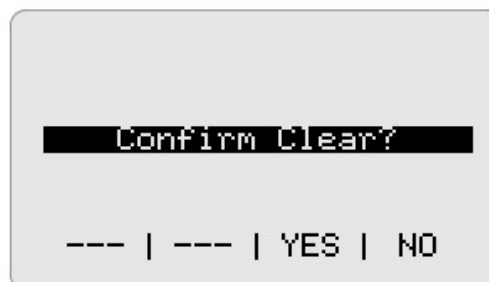 Confirm Clear?
--- | --- | YES | NO